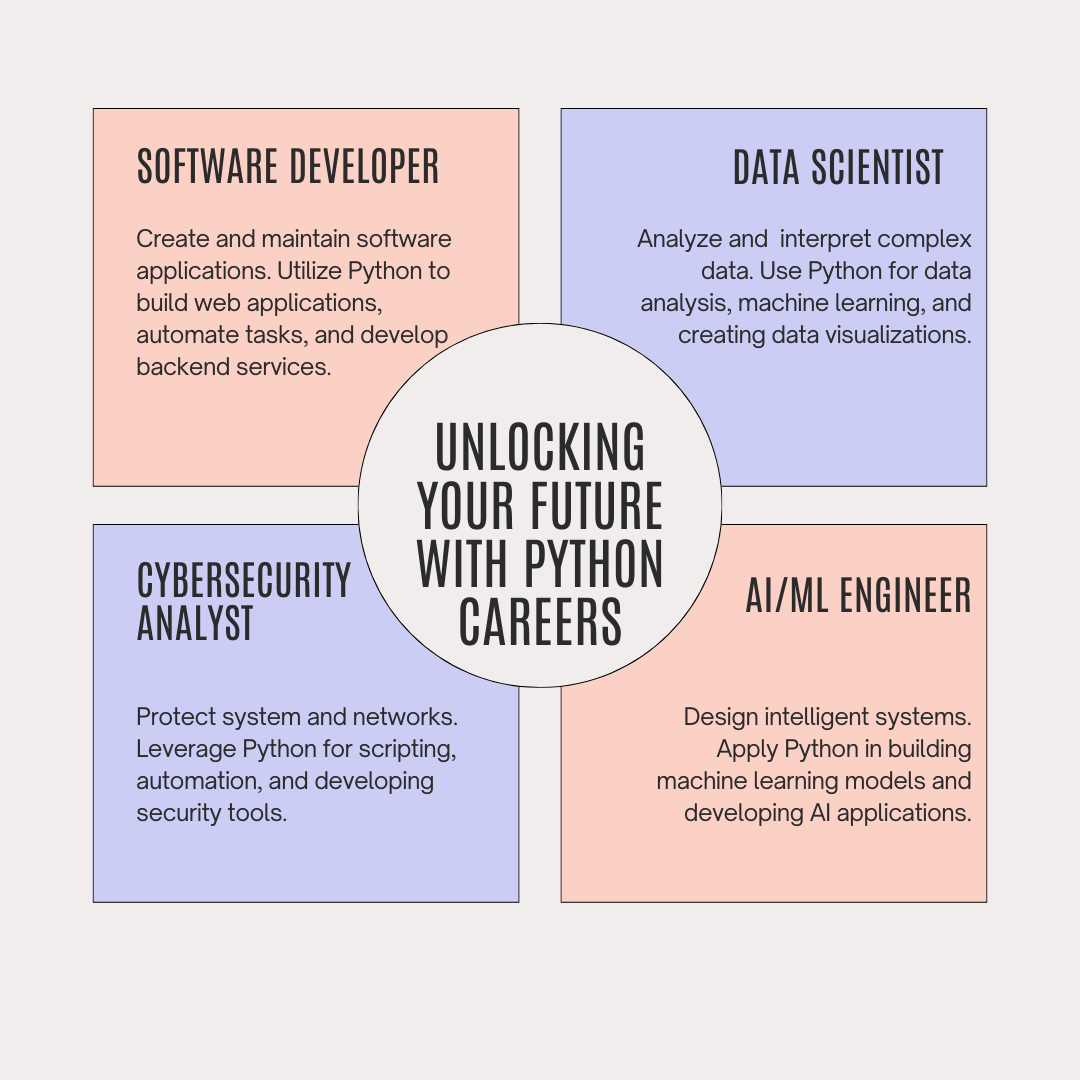 SOFTWARE DEVELOPER
Create and maintain software
applications. Utilize Python to
build web applications,
automate tasks, and develop
backend services.
DATA SCIENTIST
Analyze and  interpret complex
data. Use Python for data
analysis, machine learning, and
creating data visualizations.
UNLOCKING
YOUR FUTURE
WITH PYTHON
CAREERS
CYBERSECURITY
ANALYST
Protect system and networks.
Leverage Python for scripting,
automation, and developing
security tools.
AI/ML ENGINEER
Design intelligent systems.
Apply Python in building
machine learning models and
developing AI applications.